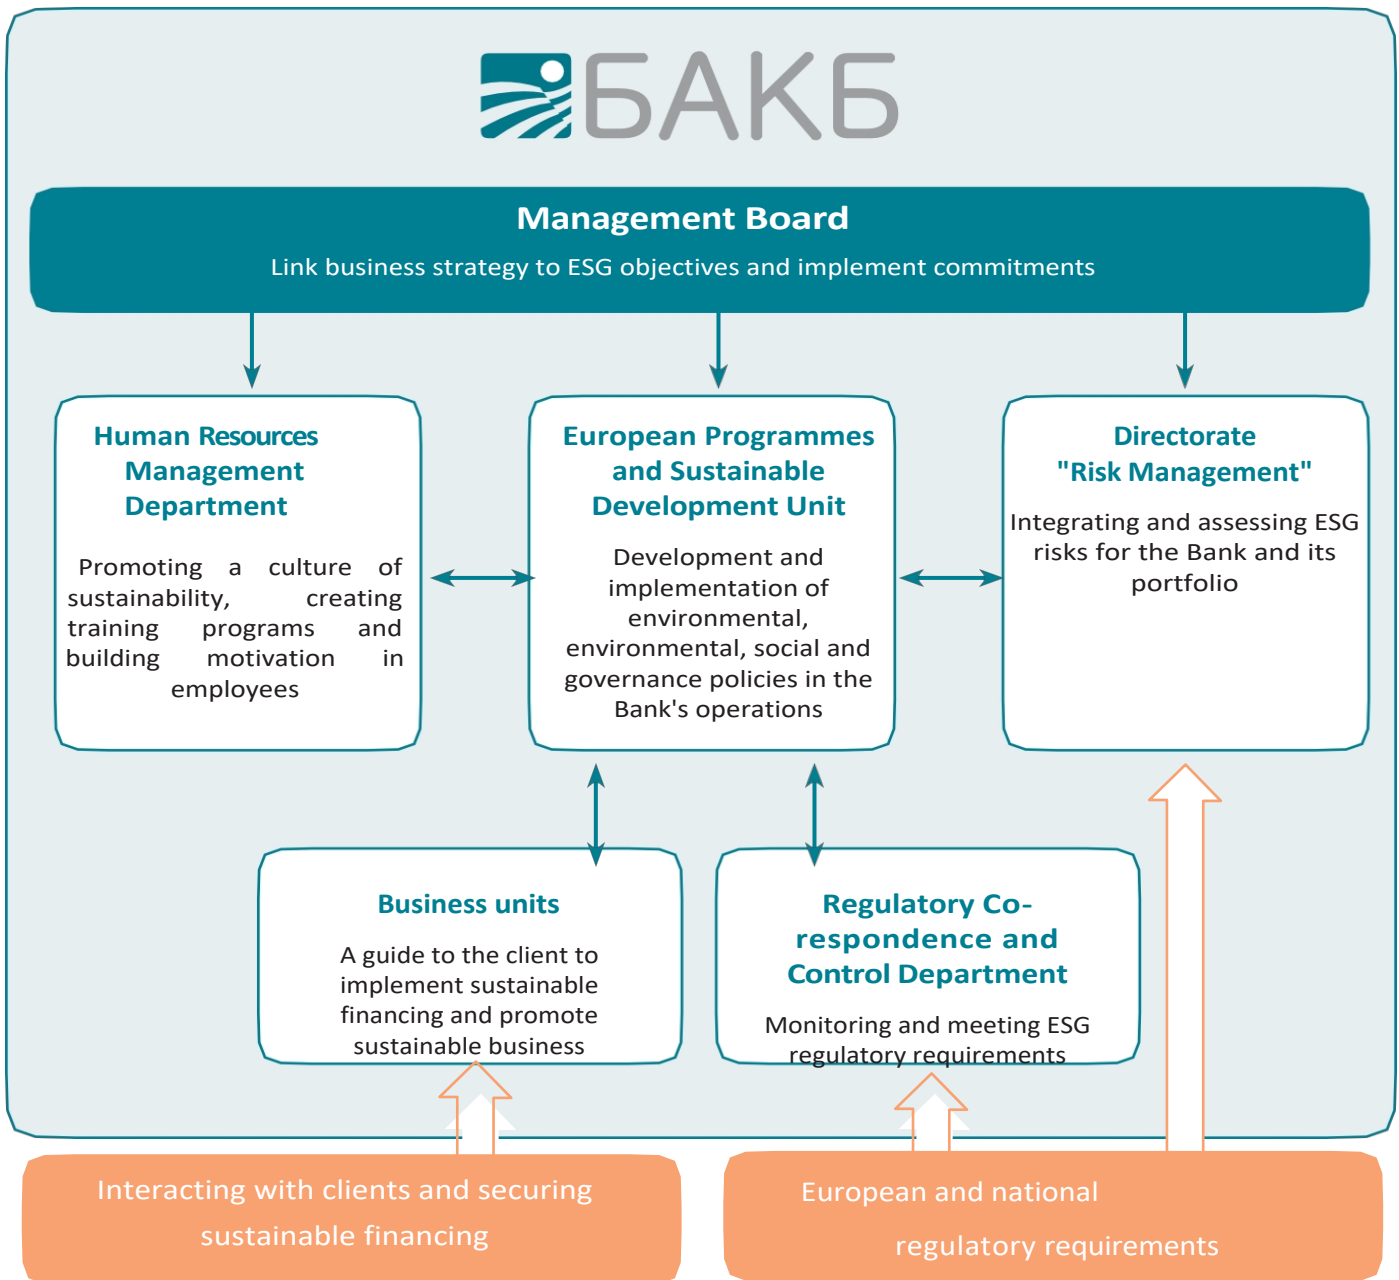 БАКБ
Management Board
Link business strategy to ESG objectives and implement commitments
Human Resources
Management
Department
Promoting a culture of
sustainability, creating
training programs and
building motivation in
employees
European Programmes
and Sustainable
Development Unit
Development and
implementation of
environmental,
environmental, social and
governance policies in the
Bank's operations
Directorate
"Risk Management"
Integrating and assessing ESG
risks for the Bank and its
portfolio
Business units
A guide to the client to
implement sustainable
financing and promote
sustainable business
Regulatory Co-
respondence and
Control Department
Monitoring and meeting ESG
regulatory requirements
Interacting with clients and securing
sustainable financing
European and national
regulatory requirements